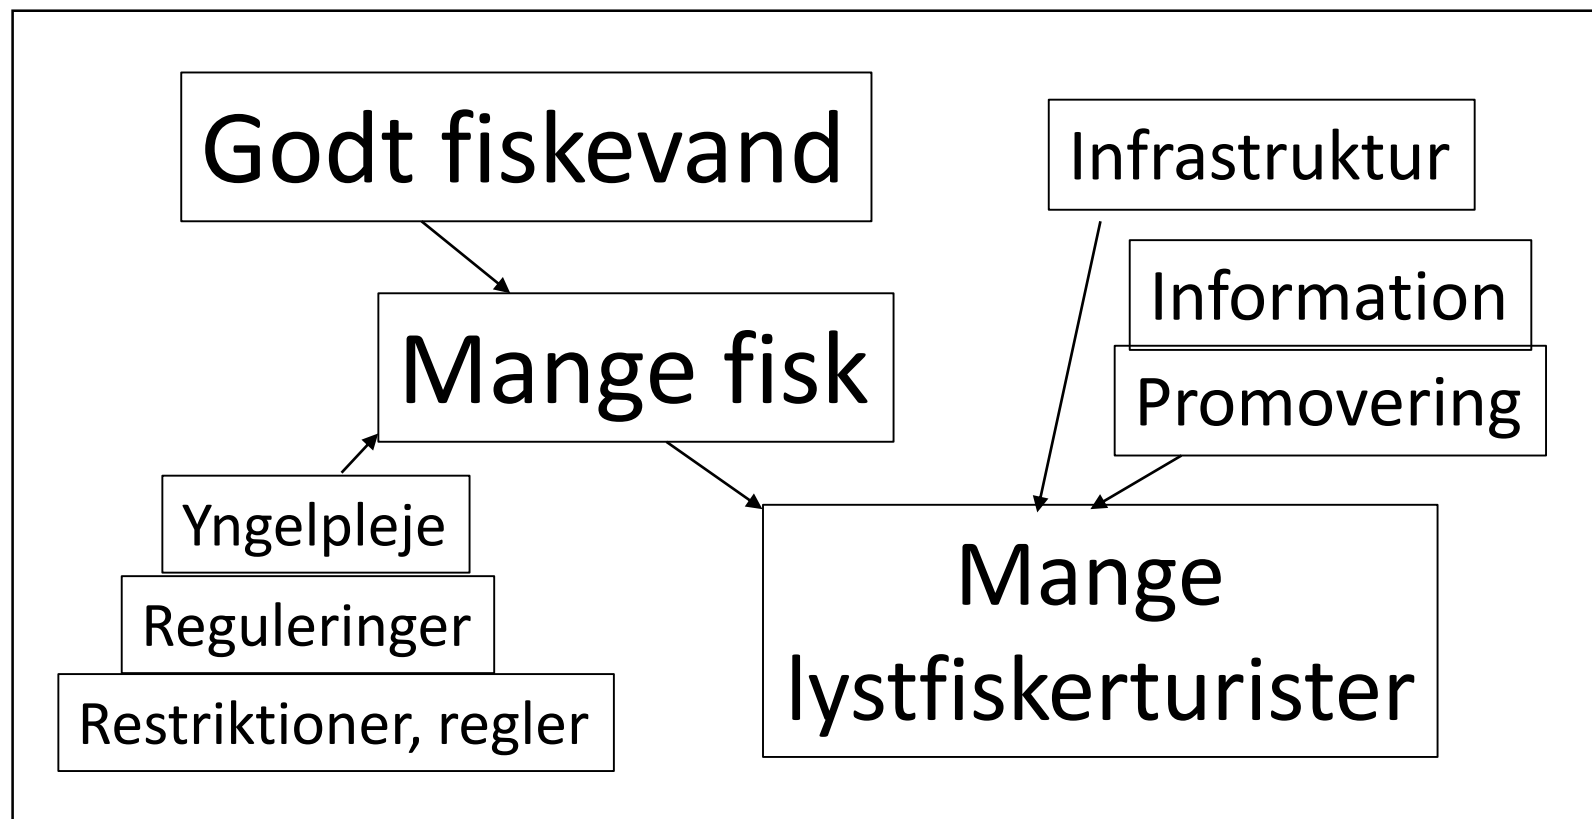 Godt fiskevand
Infrastruktur
Information
Promovering
Mange fisk
Yngelpleje
Reguleringer
Restriktioner, regler
Mange
lystfiskerturister